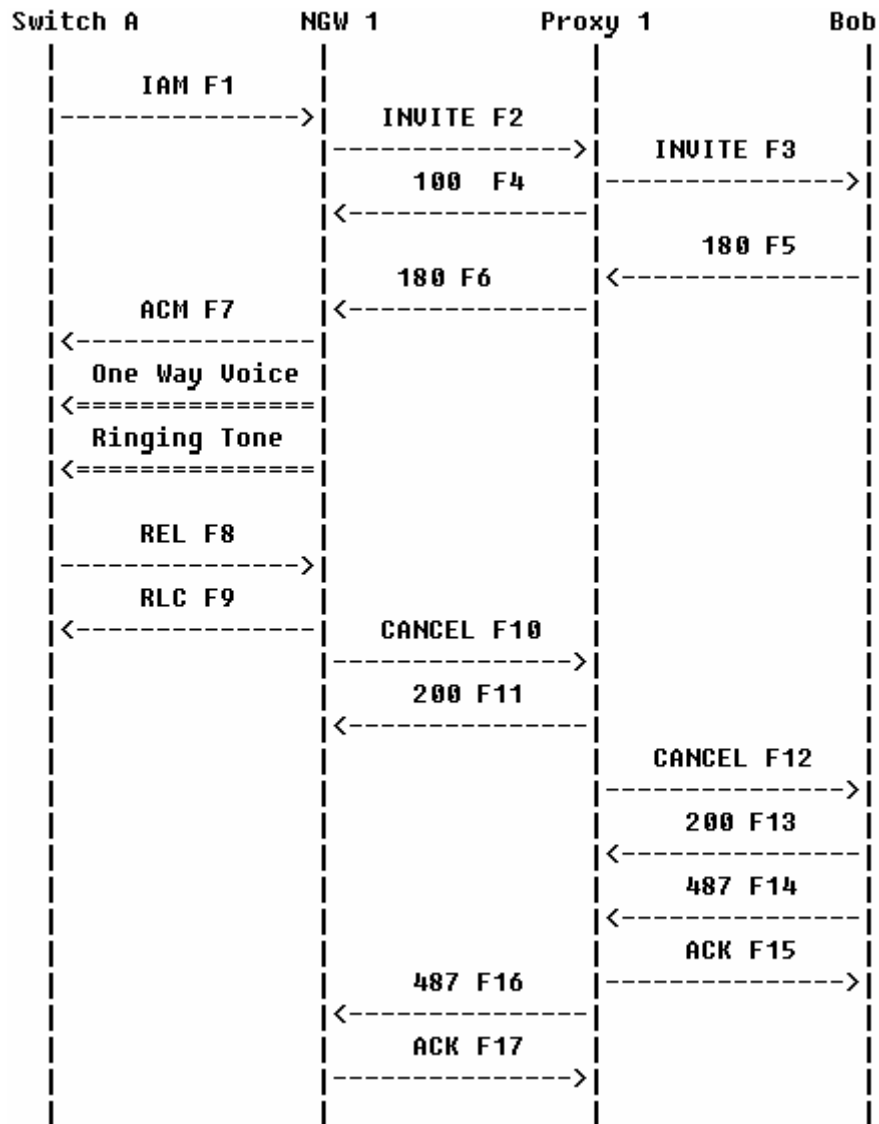 Switch A NGW 1 Proxy 1 Bob
IAM F1
INVITE F2
INVITE F3
100 F4
180 F5
180 F6
ACM F7
One Way Voice
Ringing Tone
REL F8
RLC F9
CANCEL F10
200 F11
CANCEL F12
200 F13
487 F14
ACK F15
487 F16
ACK F17